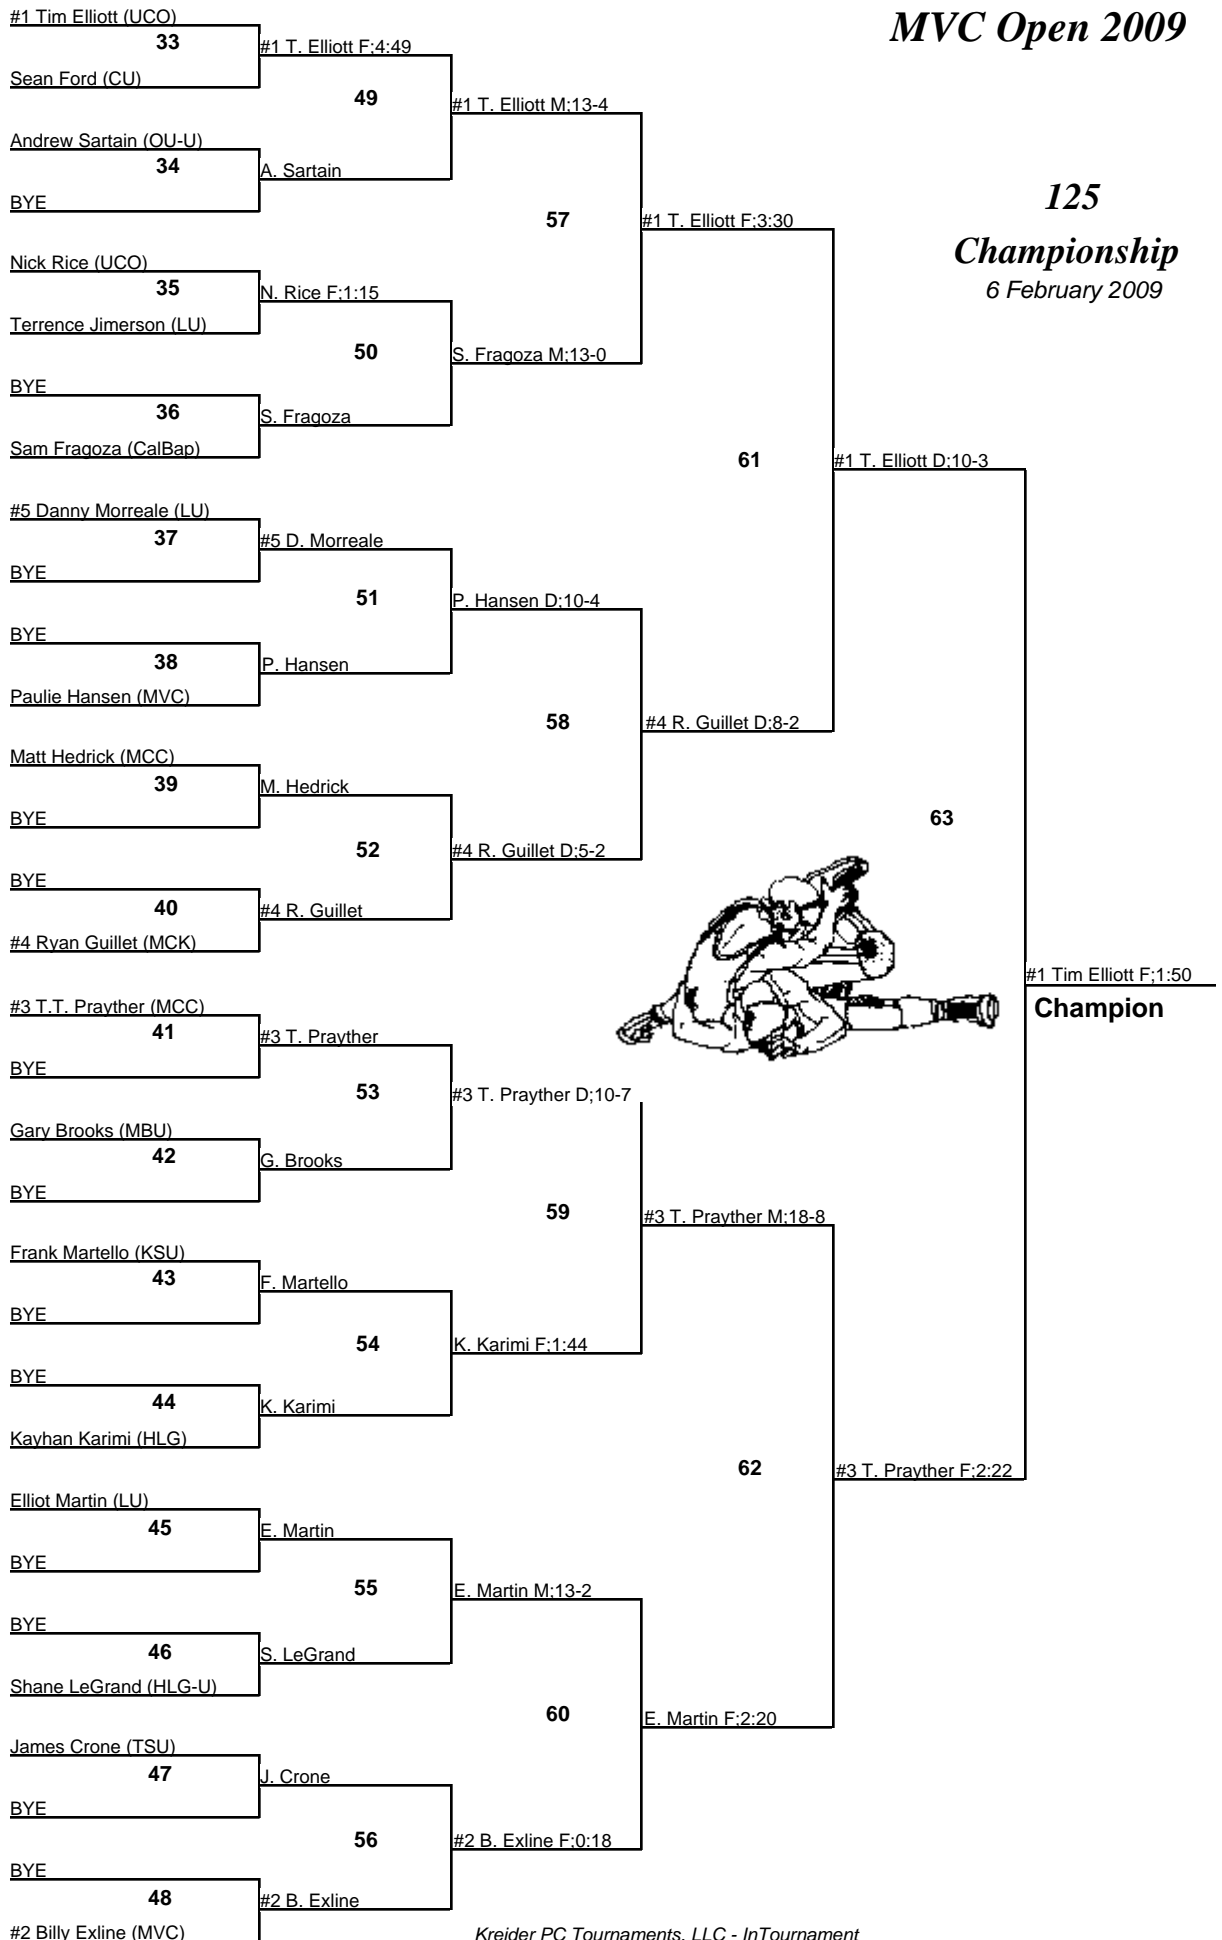 #1 Tim Elliott (UCO)
MVC Open 2009
33
#1 T. Elliott F;4:49
Sean Ford (CU)
49
#1 T. Elliott M;13-4
Andrew Sartain (OU-U)
34
A. Sartain
BYE
125
57
#1 T. Elliott F;3:30
Championship
Nick Rice (UCO)
6 February 2009
35
N. Rice F;1:15
Terrence Jimerson (LU)
50
S. Fragoza M;13-0
BYE
36
S. Fragoza
Sam Fragoza (CalBap)
61
#1 T. Elliott D;10-3
#5 Danny Morreale (LU)
37
#5 D. Morreale
BYE
51
P. Hansen D;10-4
BYE
38
P. Hansen
Paulie Hansen (MVC)
58
#4 R. Guillet D;8-2
Matt Hedrick (MCC)
39
M. Hedrick
BYE
63
52
#4 R. Guillet D;5-2
BYE
40
#4 R. Guillet
#4 Ryan Guillet (MCK)
#1 Tim Elliott F;1:50
Champion
#3 T.T. Prayther (MCC)
41
#3 T. Prayther
BYE
53
#3 T. Prayther D;10-7
Gary Brooks (MBU)
42
G. Brooks
BYE
59
#3 T. Prayther M;18-8
Frank Martello (KSU)
43
F. Martello
BYE
54
K. Karimi F;1:44
BYE
44
K. Karimi
Kayhan Karimi (HLG)
62
#3 T. Prayther F;2:22
Elliot Martin (LU)
45
E. Martin
BYE
55
E. Martin M;13-2
BYE
46
S. LeGrand
Shane LeGrand (HLG-U)
60
E. Martin F;2:20
James Crone (TSU)
47
J. Crone
BYE
56
#2 B. Exline F;0:18
BYE
48
#2 B. Exline
#2 Billy Exline (MVC)
Kreider PC Tournaments, LLC - InTournament